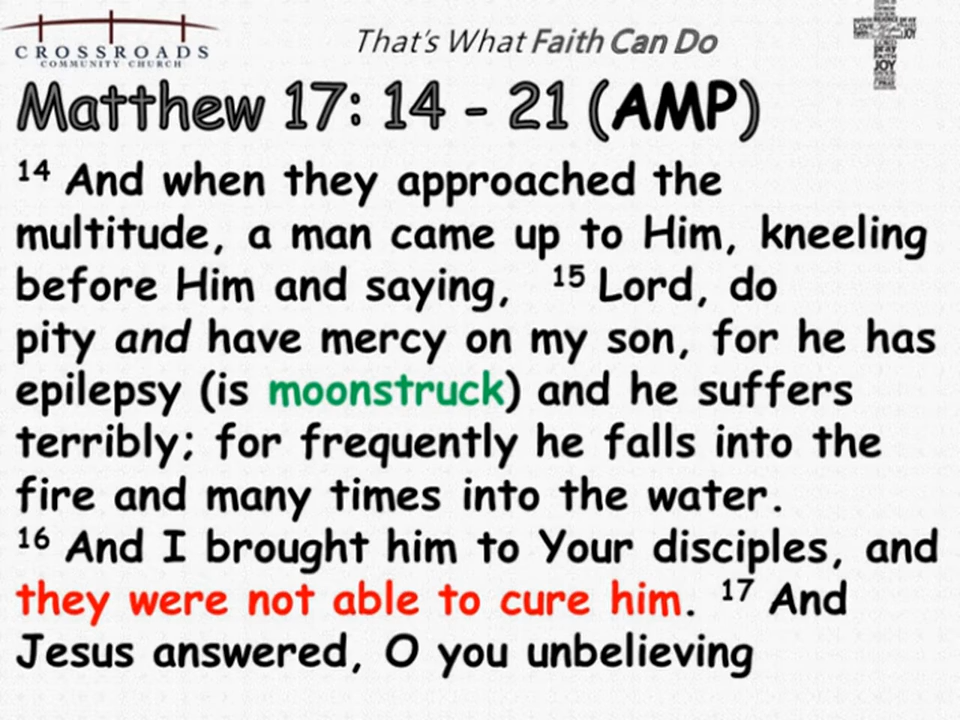 CROSSROADS
COMMUNITY CHURCH
That's What Faith Can Do
JOY
Matthew 17: 14 - 21 (AMP)
14 And when they approached the
multitude, a man came up to Him, kneeling
before Him and saying, 15 Lord, do
pity and have mercy on my son, for he has
epilepsy (is moonstruck) and he suffers
terribly; for frequently he falls into the
fire and many times into the water.
16 And I brought him to Your disciples, and
they were not able to cure him. 17 And
Jesus answered, O you unbelieving